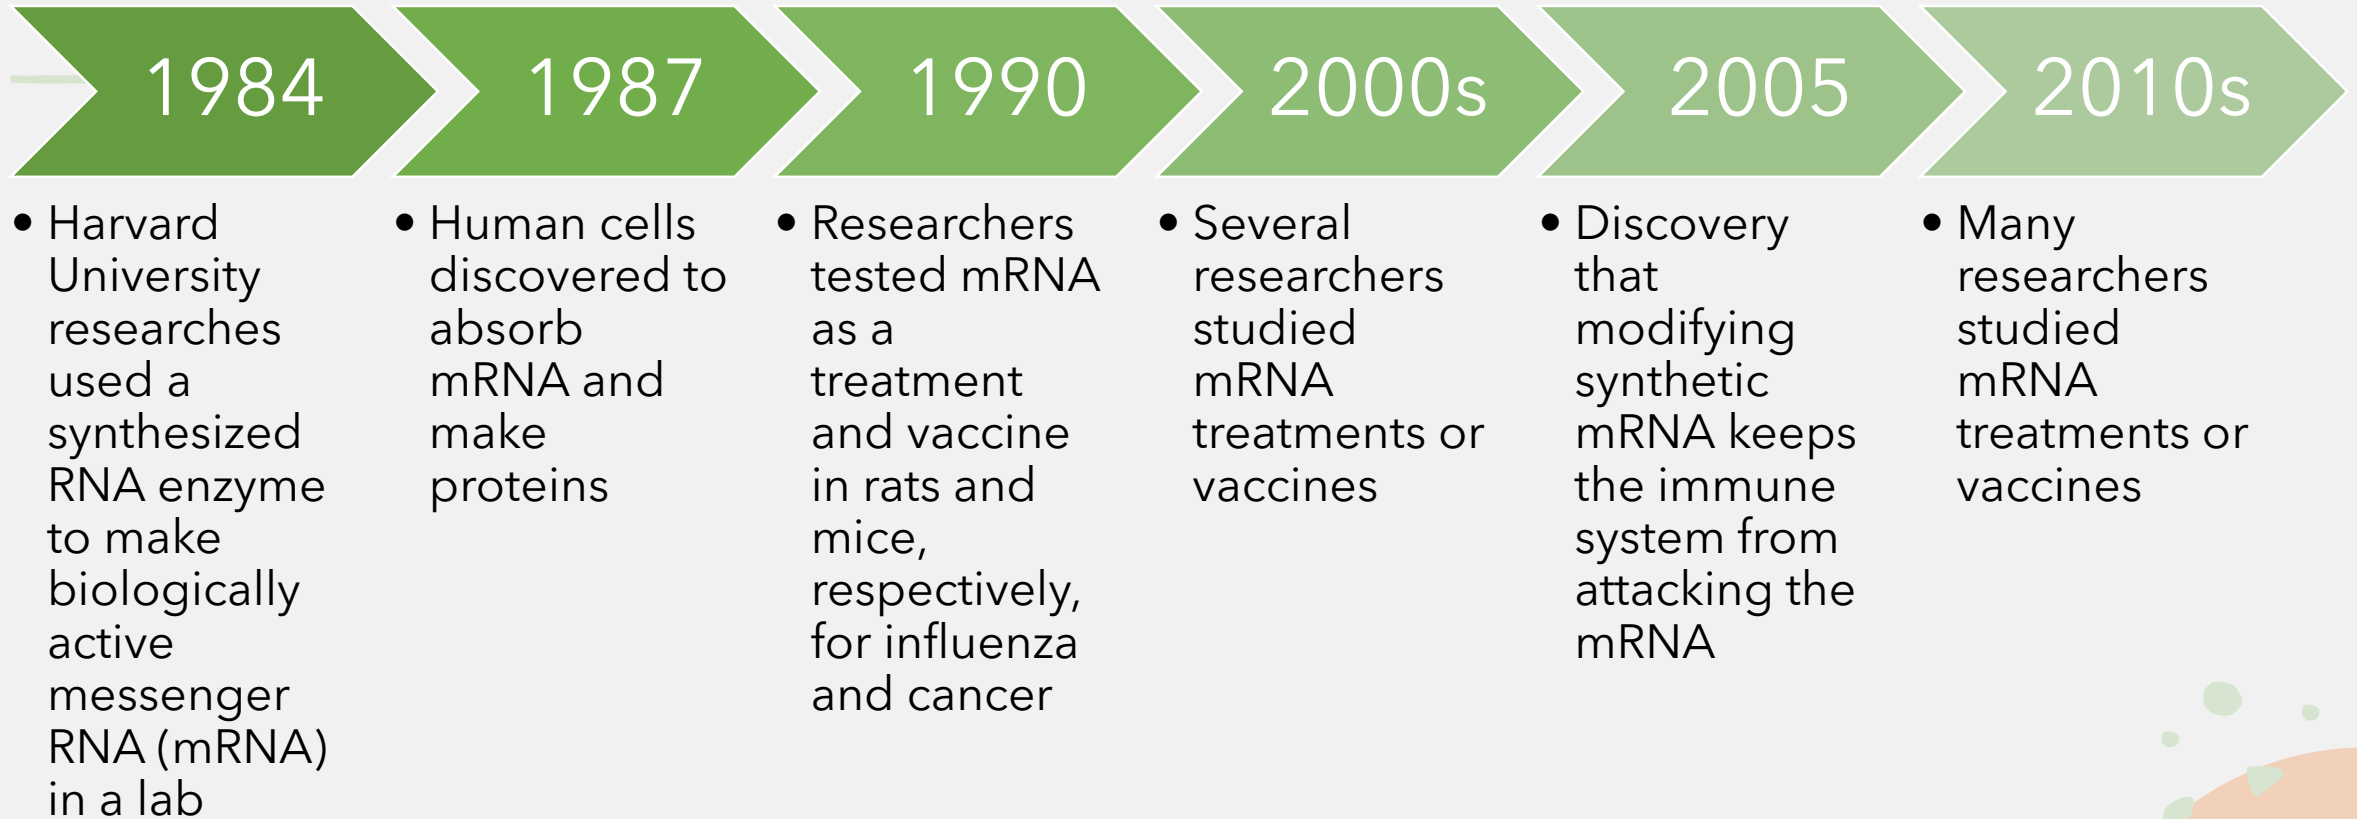 1984
• Harvard
University
researches
used a
synthesized
RNA enzyme
to make
biologically
active
messenger
RNA (mRNA)
in a lab
1987
• Human cells
discovered to
absorb
mRNA and
make
proteins
1990
• Researchers
tested mRNA
as a
treatment
and vaccine
in rats and
mice,
respectively,
for influenza
and cancer
2000s
• Several
researchers
studied
mRNA
treatments or
vaccines
2005
• Discovery
that
modifying
synthetic
mRNA keeps
the immune
system from
attacking the
mRNA
2010s
• Many
researchers
studied
mRNA
treatments or
vaccines